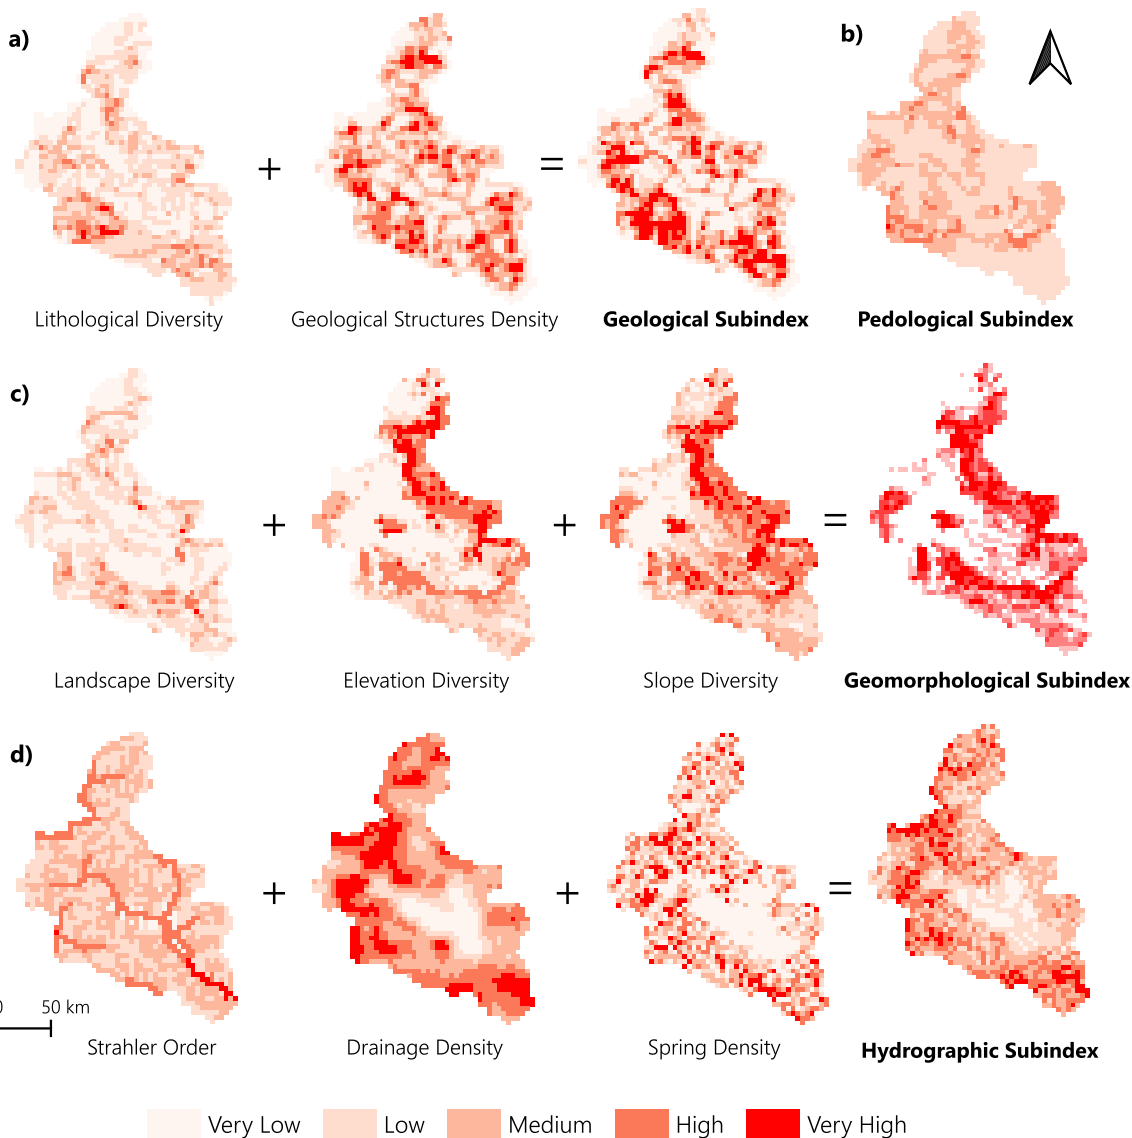 a)
b)
+
=
Lithological Diversity
Geological Structures Density
Geological Subindex
Pedological Subindex
c)
+
+
=
Landscape Diversity
Elevation Diversity
Slope Diversity
Geomorphological Subindex
d)
+
+
=
0 50 km
Strahler Order
Drainage Density
Spring Density
Hydrographic Subindex
Very Low
Low
Medium
High
Very High